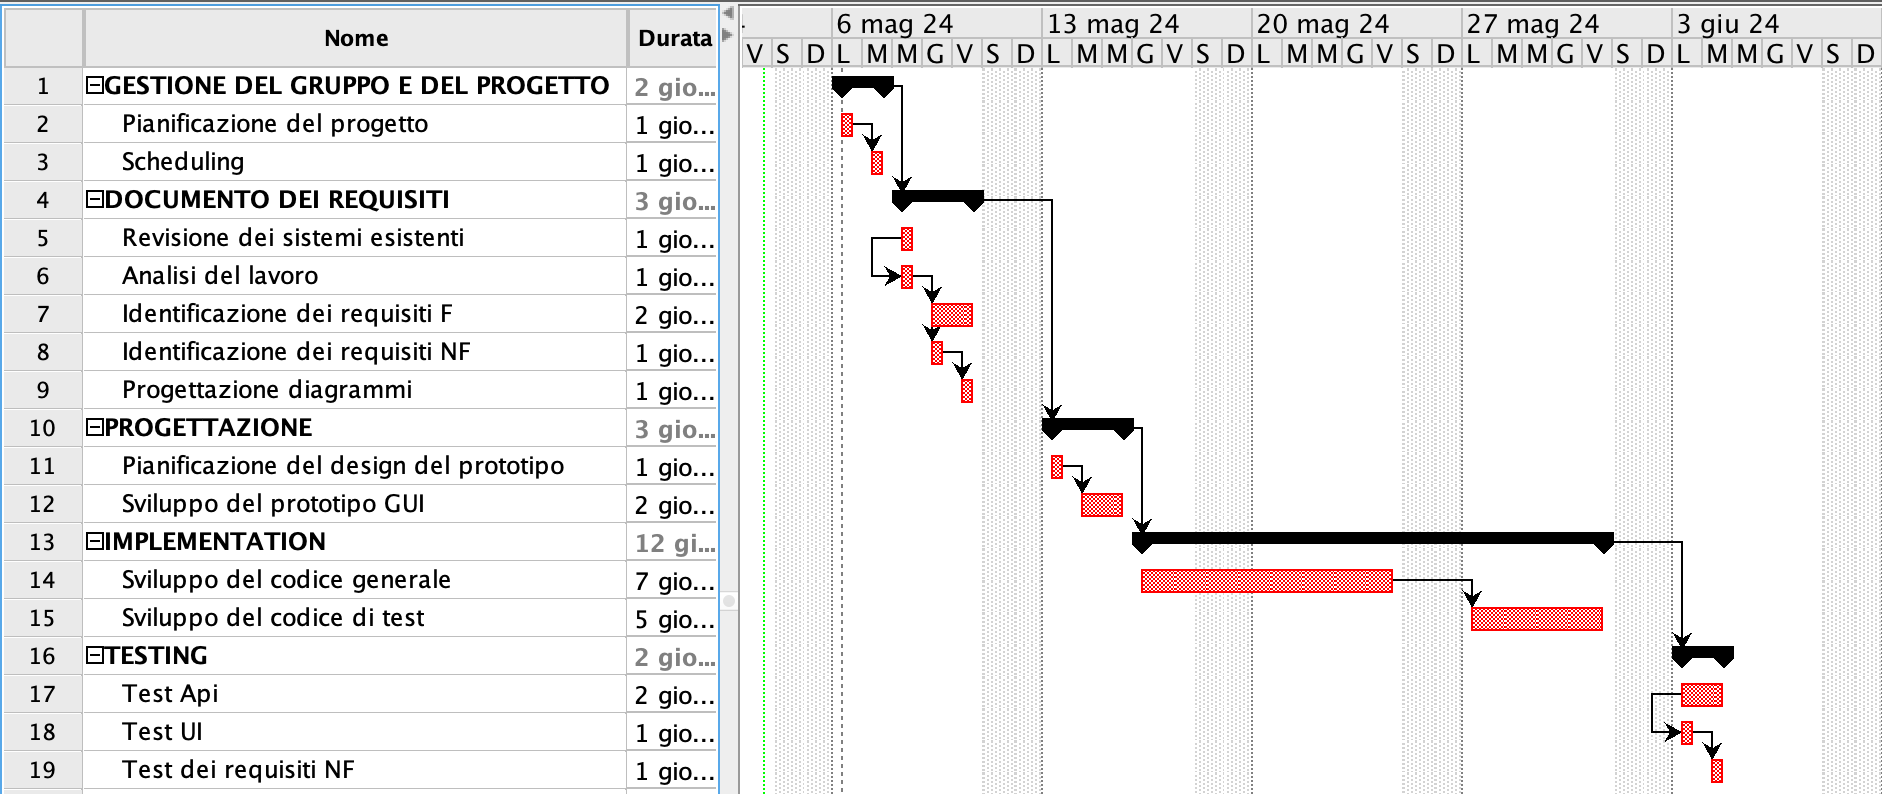 Nome Durata
6 mag 24 13 mag 24 20 mag 24 27 mag 24 3 giu 24
V S D L M M G V S D L M M G V S D L M M G V S D L M M G V S D L M M G V S D
1 GESTIONE DEL GRUPPO E DEL PROGETTO 2 gio...
2 Pianificazione del progetto 1 gio...
3 Scheduling 1 gio...
4 DOCUMENTO DEI REQUISITI 3 gio...
5 Revisione dei sistemi esistenti 1 gio...
6 Analisi del lavoro 1 gio...
7 Identificazione dei requisiti F 2 gio...
8 Identificazione dei requisiti NF 1 gio...
9 Progettazione diagrammi 1 gio...
10 PROGETTAZIONE 3 gio...
11 Pianificazione del design del prototipo 1 gio...
12 Sviluppo del prototipo GUI 2 gio...
13 IMPLEMENTATION 12 gi...
14 Sviluppo del codice generale 7 gio...
15 Sviluppo del codice di test 5 gio...
16 TESTING 2 gio...
17 Test Api 2 gio...
18 Test UI 1 gio...
19 Test dei requisiti NF 1 gio...